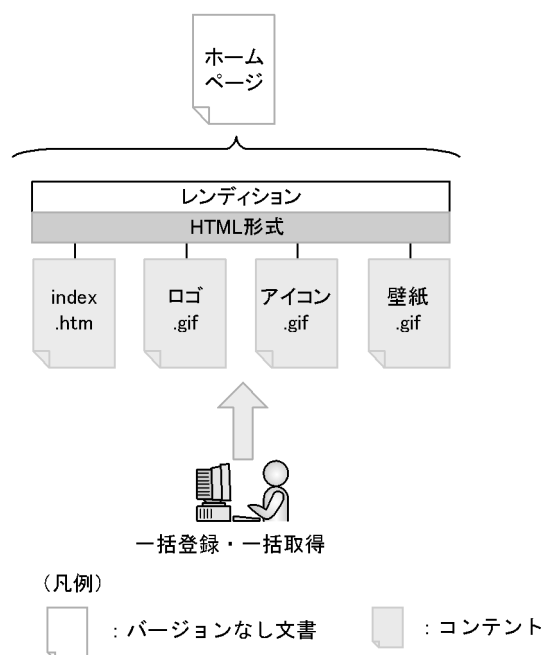 ホーム
ページ
レンディション
HTML形式
index
.htm
ロゴ
.gif
アイコン
.gif
壁紙
.gif
一括登録・一括取得
（凡例）
：バージョンなし文書
：コンテント